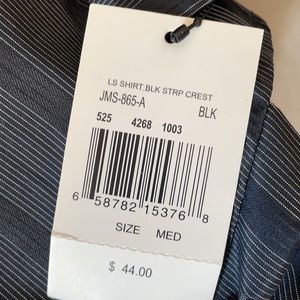 LS SHIRT BLK STRP CREST
JMS-865-A BLK
525 4268 1003
6 58782 15376 8
SIZE MED
$ 44.00